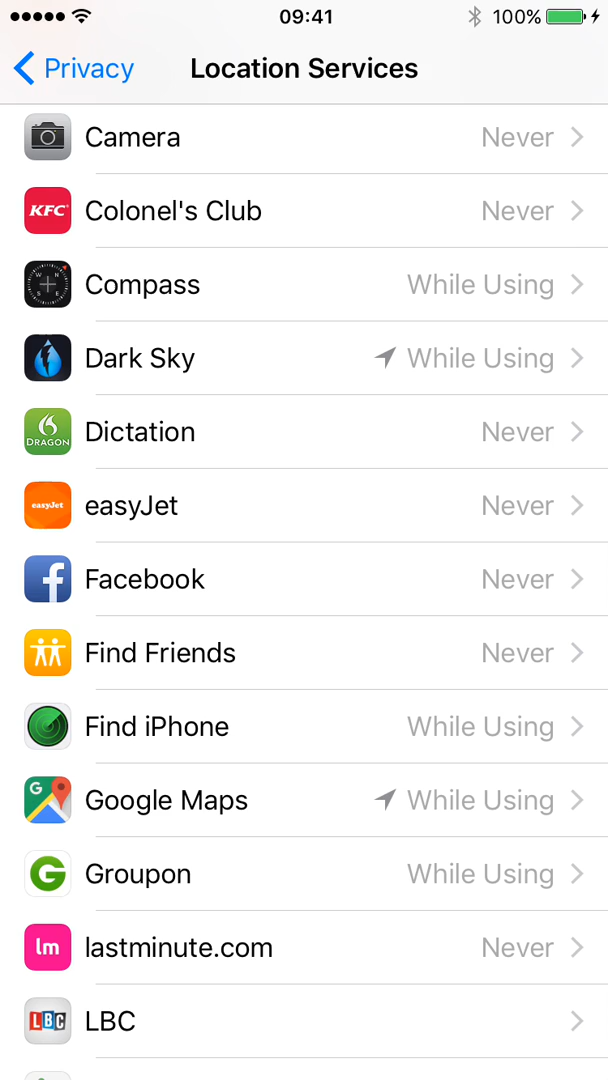 09:41 100%
Privacy Location Services
Camera Never
KFC Colonel's Club Never
W N S E Compass While Using
Dark Sky While Using
DRAGON Dictation Never
easyJet easyJet Never
f Facebook Never
Find Friends Never
Find iPhone While Using
G Google Maps While Using
G Groupon While Using
lm lastminute.com Never
LBC LBC